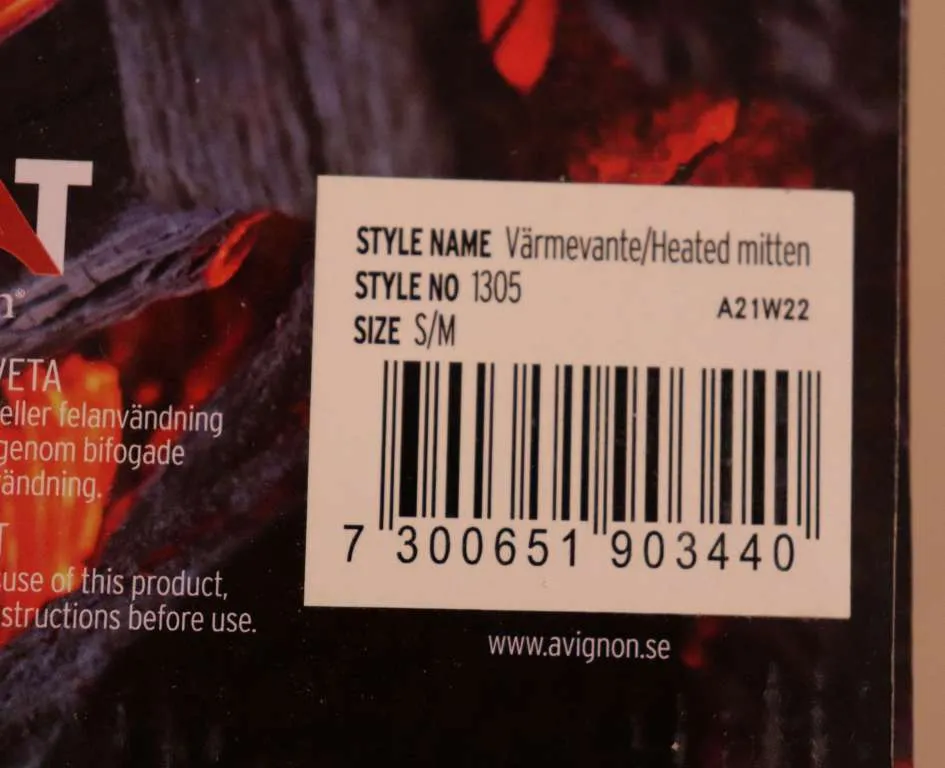 AT
n®
VETA
eller felanvändning
genom bifogade
vändning.
T
use of this product,
structions before use.
STYLE NAME Värmevante/Heated mitten
STYLE NO 1305
A21W22
SIZE S/M
7 300651 903440
www.avignon.se